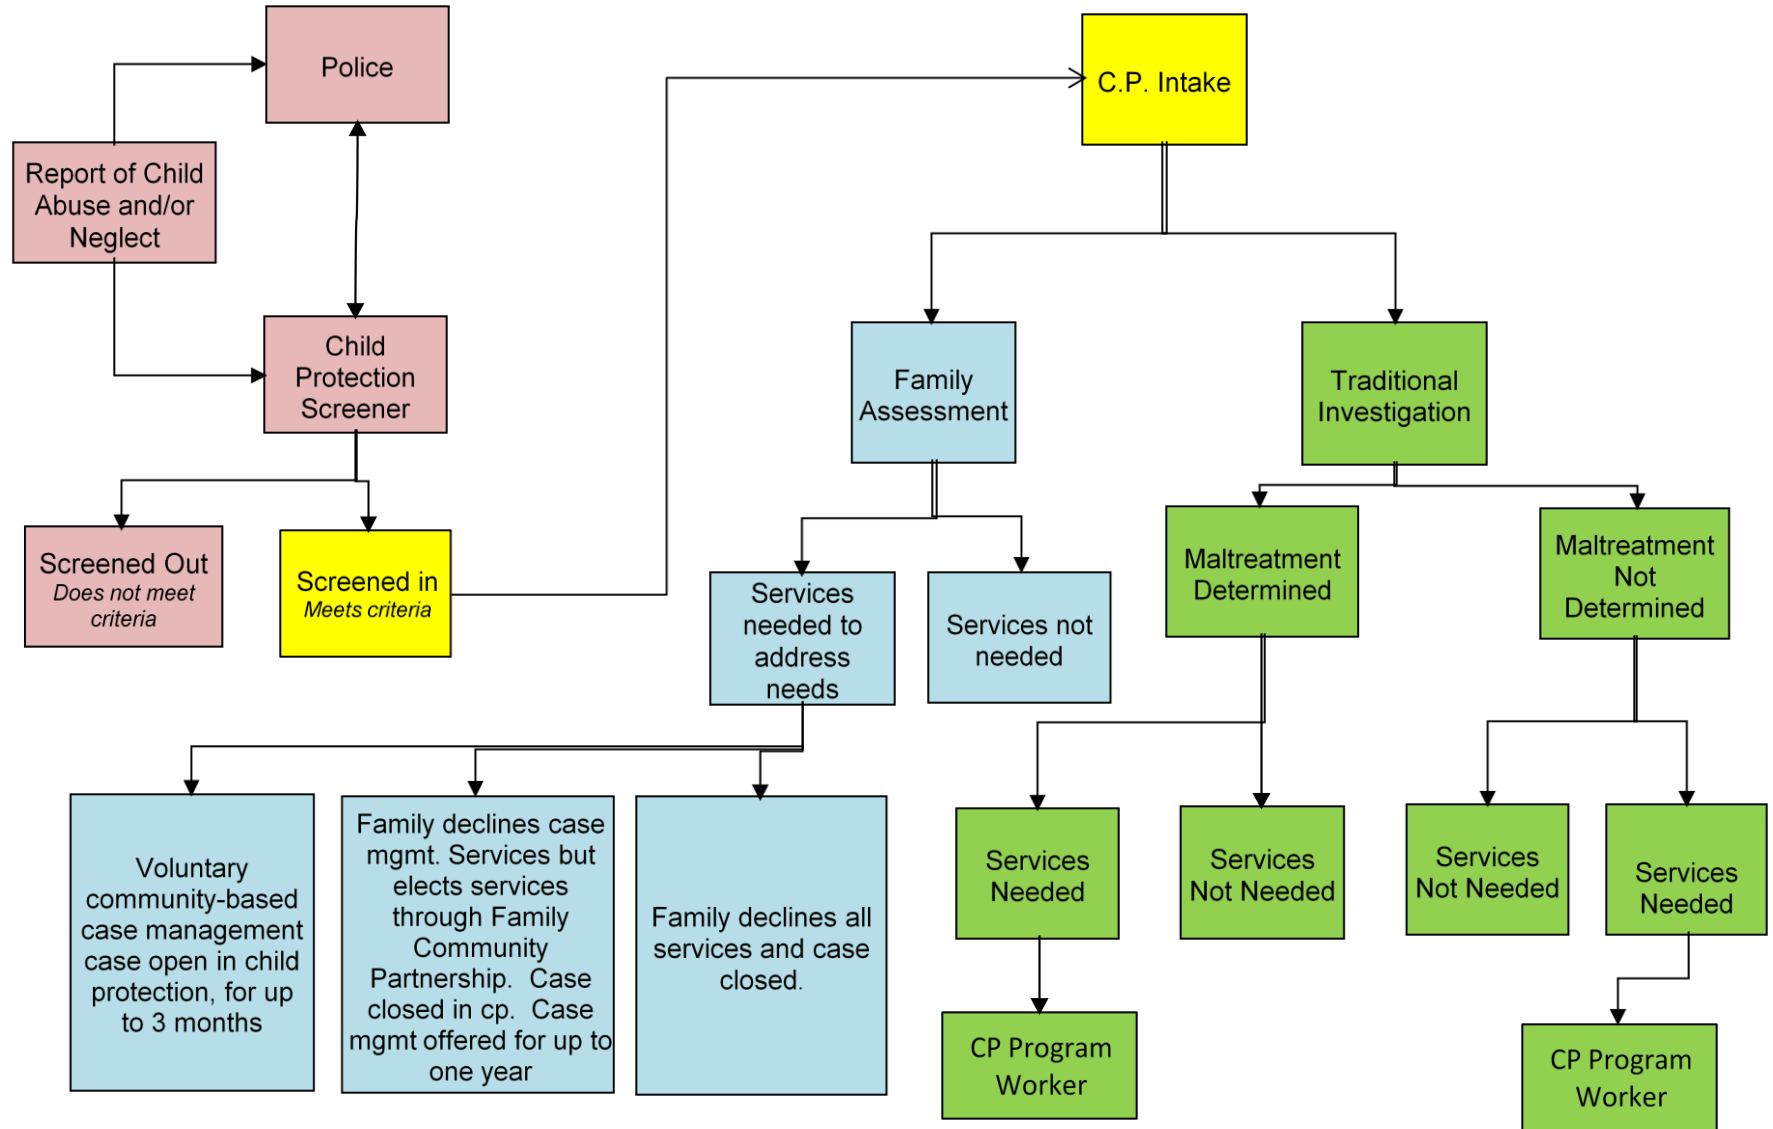 Police
C.P. Intake
Report of Child
Abuse and/or
Neglect
Child
Protection
Screener
Family
Assessment
Traditional
Investigation
Screened Out
Does not meet
criteria
Screened in
Meets criteria
Services
needed to
address
needs
Services not
needed
Maltreatment
Determined
Maltreatment
Not
Determined
Voluntary
community-based
case management
case open in child
protection, for up
to 3 months
Family declines case
mgmt. Services but
elects services
through Family
Community
Partnership.  Case
closed in cp.  Case
mgmt offered for up to
one year
Family declines all
services and case
closed.
Services
Needed
Services
Not Needed
Services
Not Needed
Services
Needed
CP Program
Worker
CP Program
Worker